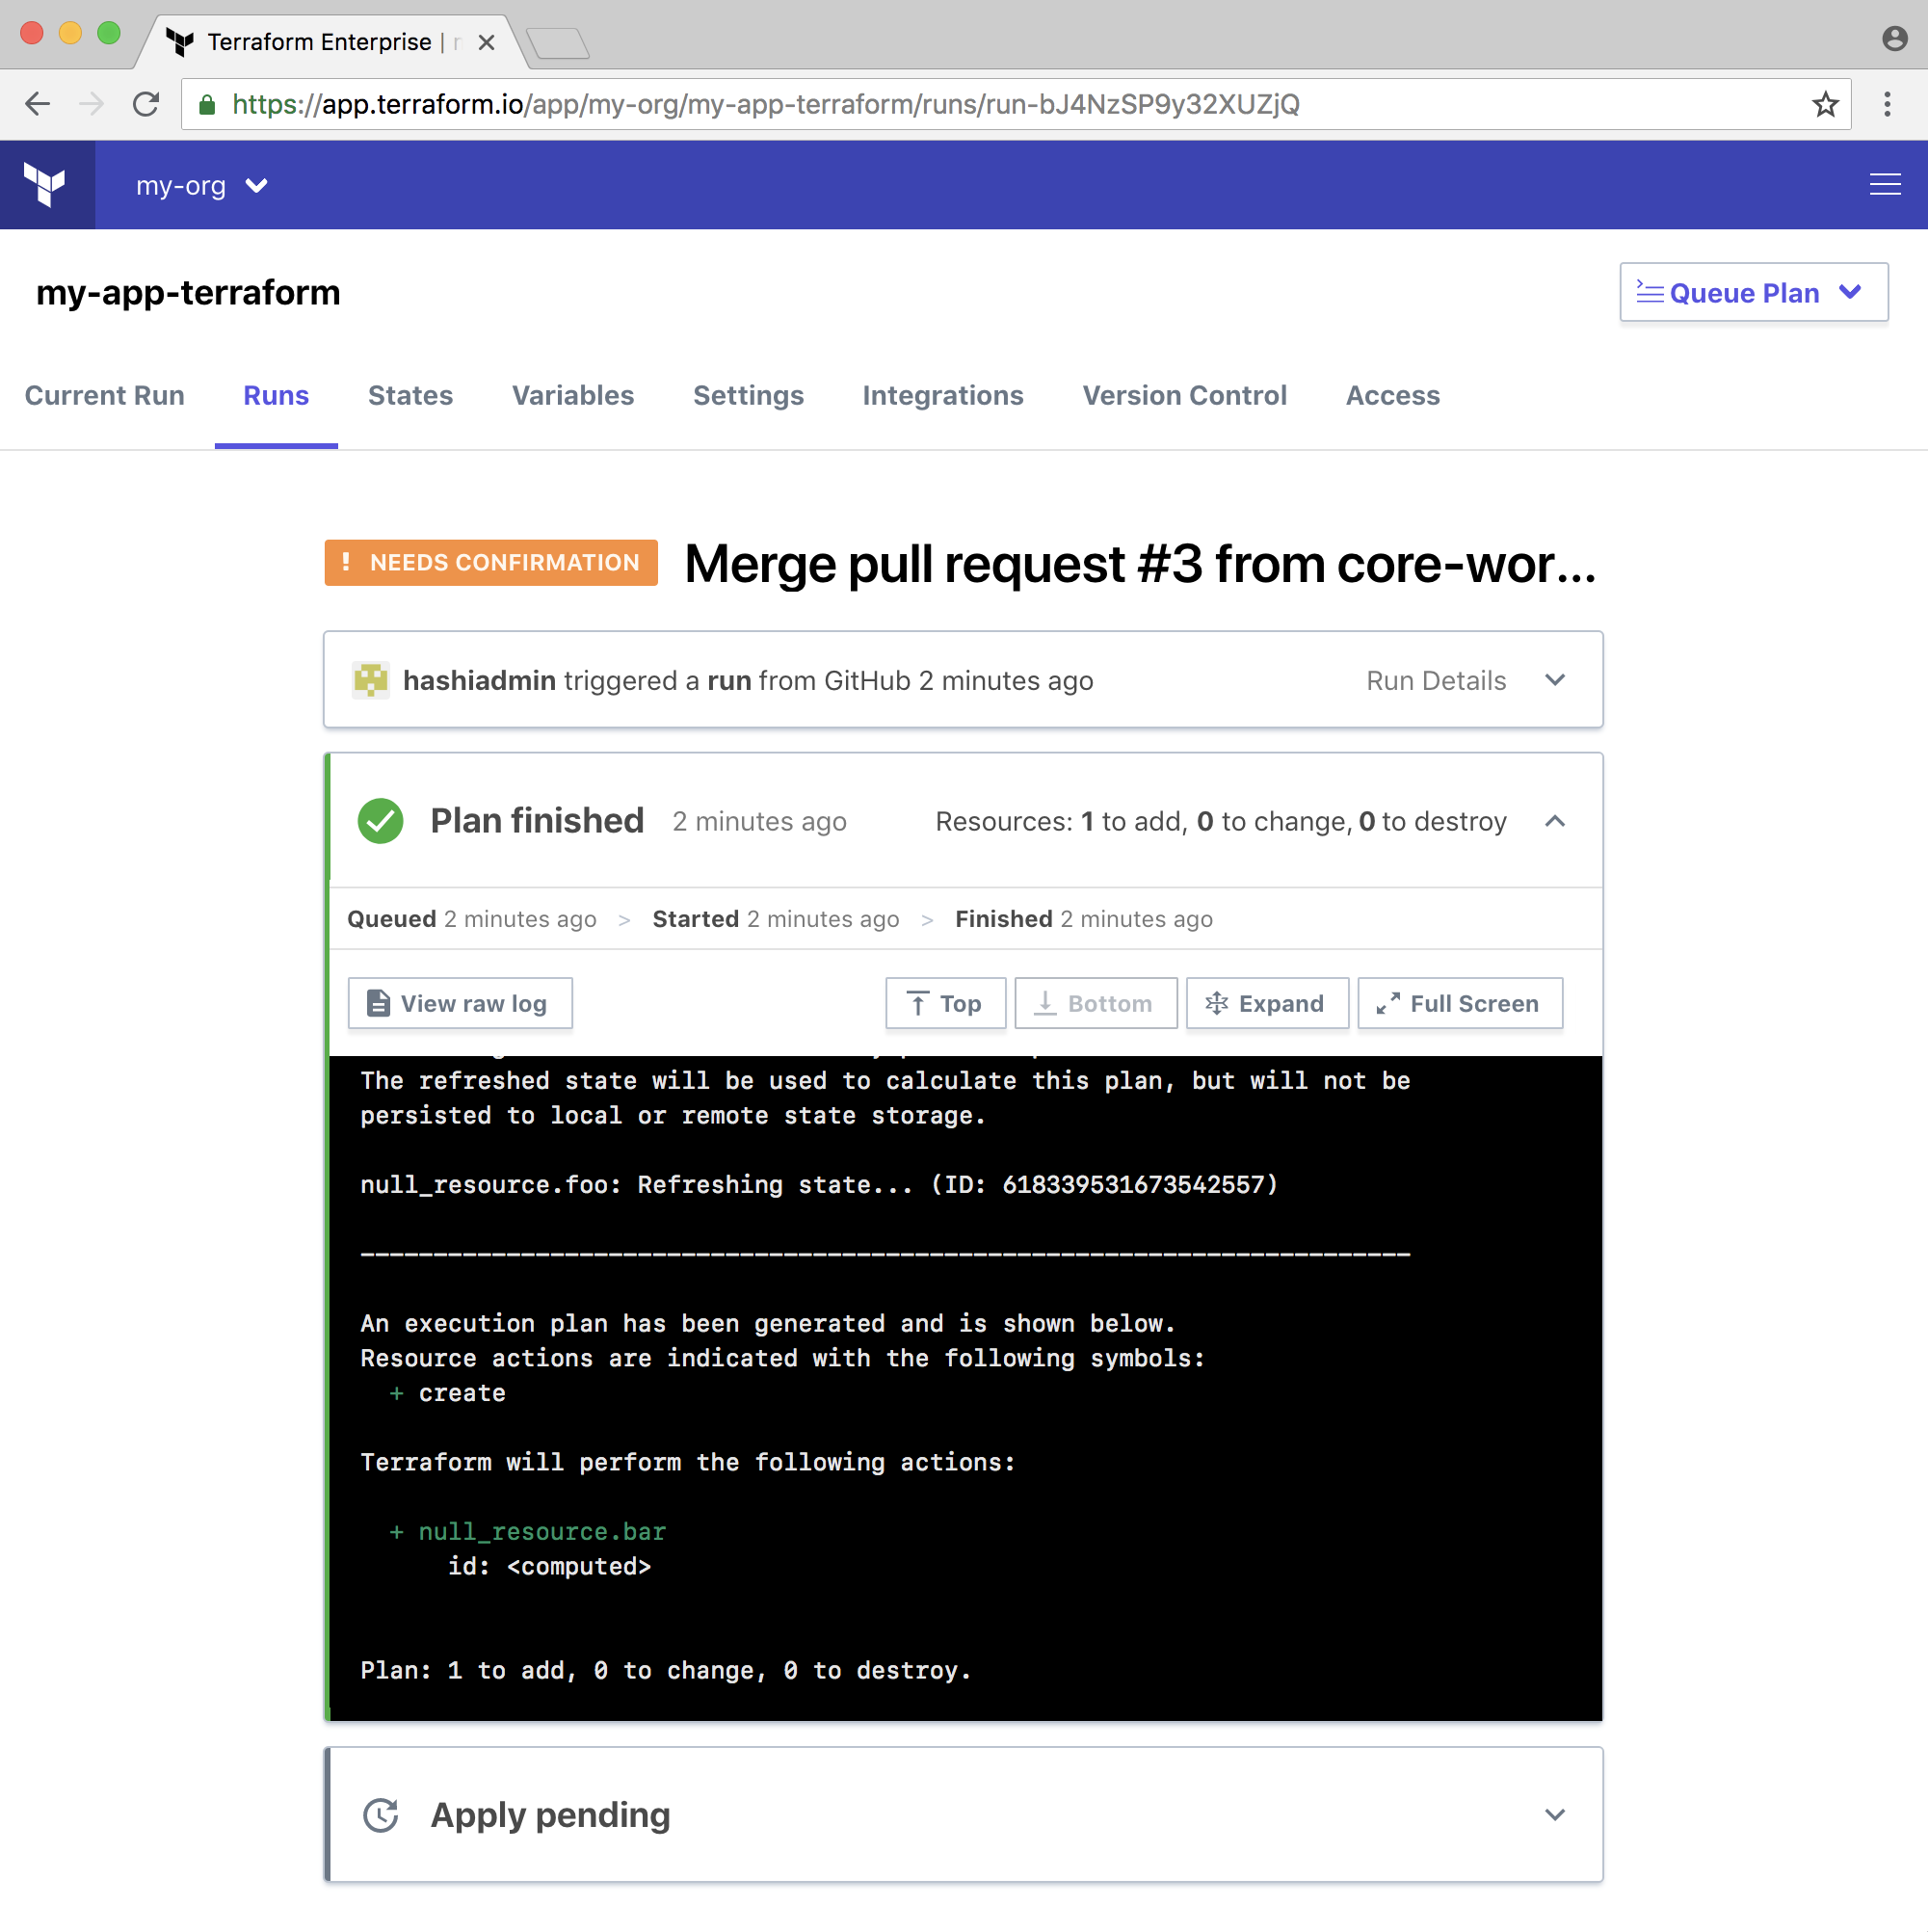 Terraform Enterprise |
https://app.terraform.io/app/my-org/my-app-terraform/runs/run-bJ4NzSP9y32XUZjQ
my-org
my-app-terraform
Queue Plan
Current Run Runs States Variables Settings Integrations Version Control Access
! NEEDS CONFIRMATION Merge pull request #3 from core-wor...
hashiadmin triggered a run from GitHub 2 minutes ago Run Details
Plan finished 2 minutes ago Resources: 1 to add, 0 to change, 0 to destroy
Queued 2 minutes ago > Started 2 minutes ago > Finished 2 minutes ago
View raw log Top Bottom Expand Full Screen
The refreshed state will be used to calculate this plan, but will not be
persisted to local or remote state storage.
null_resource.foo: Refreshing state... (ID: 618339531673542557)
------------------------------------------------------------------------
An execution plan has been generated and is shown below.
Resource actions are indicated with the following symbols:
+ create
Terraform will perform the following actions:
+ null_resource.bar
id: <computed>
Plan: 1 to add, 0 to change, 0 to destroy.
Apply pending